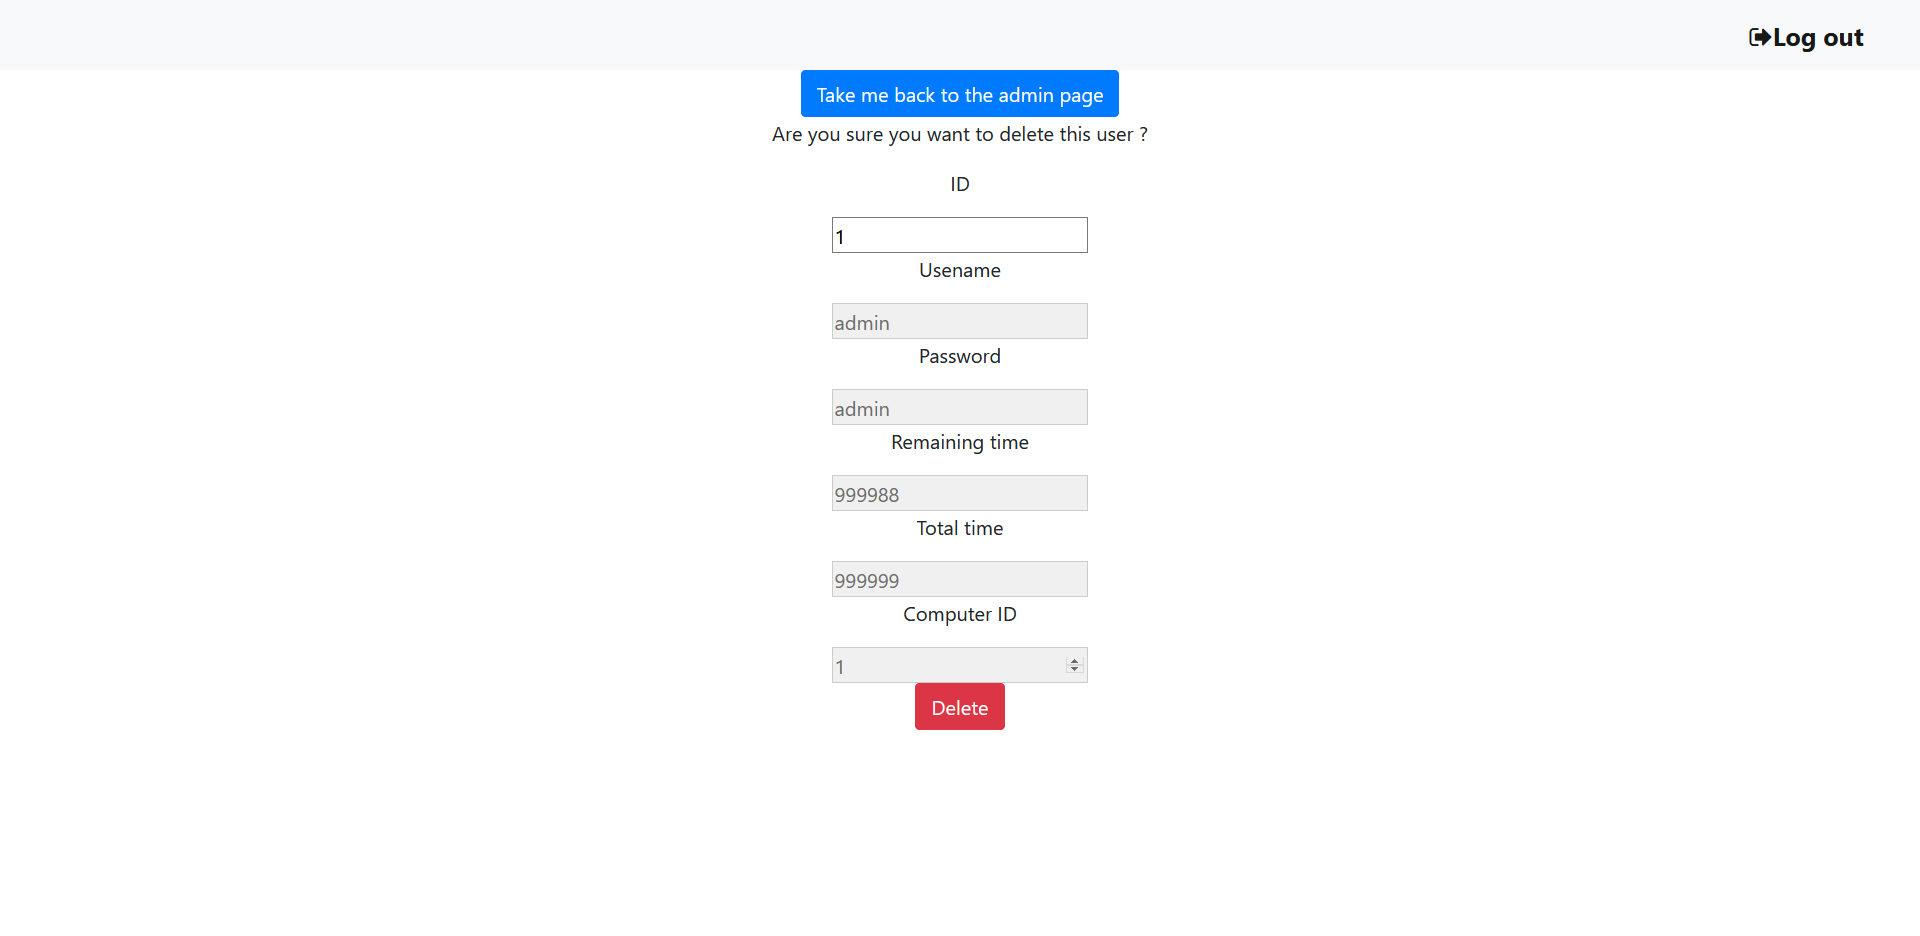 Log out
Take me back to the admin page
Are you sure you want to delete this user ?
ID
1
Usename
admin
Password
admin
Remaining time
999988
Total time
999999
Computer ID
1
Delete